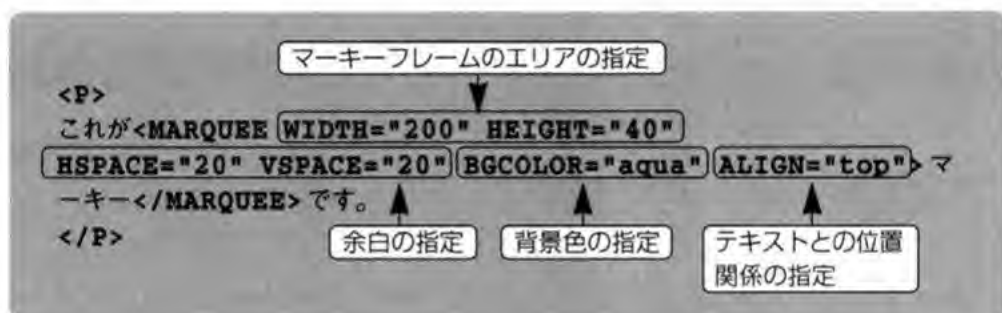 マーキーフレームのエリアの指定
<P>
これが<MARQUEE WIDTH="200" HEIGHT="40"
HSPACE="20" VSPACE="20" BGCOLOR="aqua" ALIGN="top"> マ
ーキー</MARQUEE> です。
</P>
余白の指定
背景色の指定
テキストとの位置
関係の指定